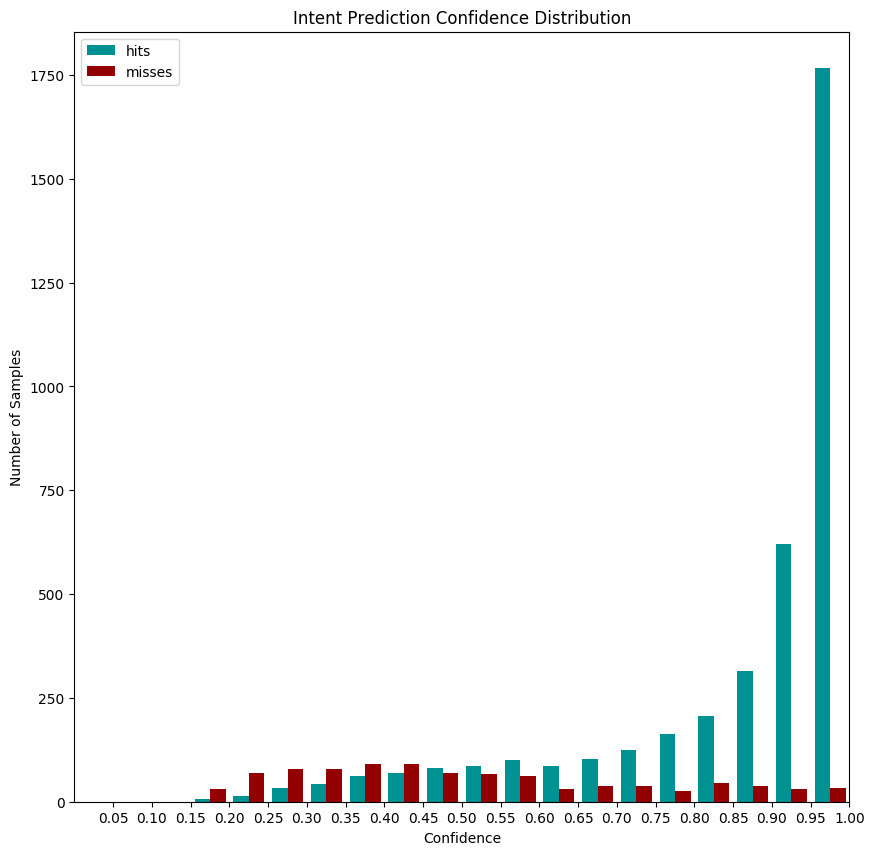 Intent Prediction Confidence Distribution
hits
misses
1750
1500
1250
1000
750
500
250
0
Number of Samples
0.05 0.10 0.15 0.20 0.25 0.30 0.35 0.40 0.45 0.50 0.55 0.60 0.65 0.70 0.75 0.80 0.85 0.90 0.95 1.00
Confidence